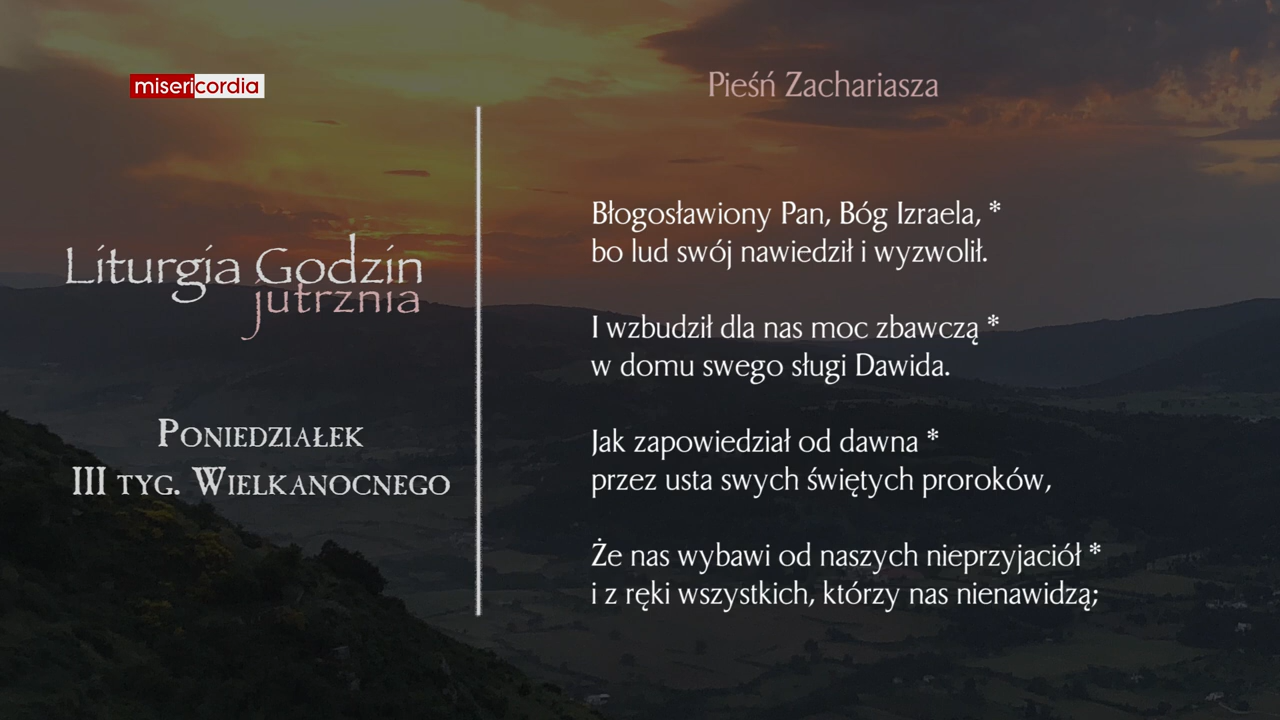 misericordia
Liturgia Godzin
jutrznia
Poniedziałek
III tyg. Wielkanocnego
Pieśń Zachariasza
Błogosławiony Pan, Bóg Izraela, *
bo lud swój nawiedził i wyzwolił.
I wzbudził dla nas moc zbawczą *
w domu swego sługi Dawida.
Jak zapowiedział od dawna *
przez usta swych świętych proroków,
Że nas wybawi od naszych nieprzyjaciół *
i z ręki wszystkich, którzy nas nienawidzą;